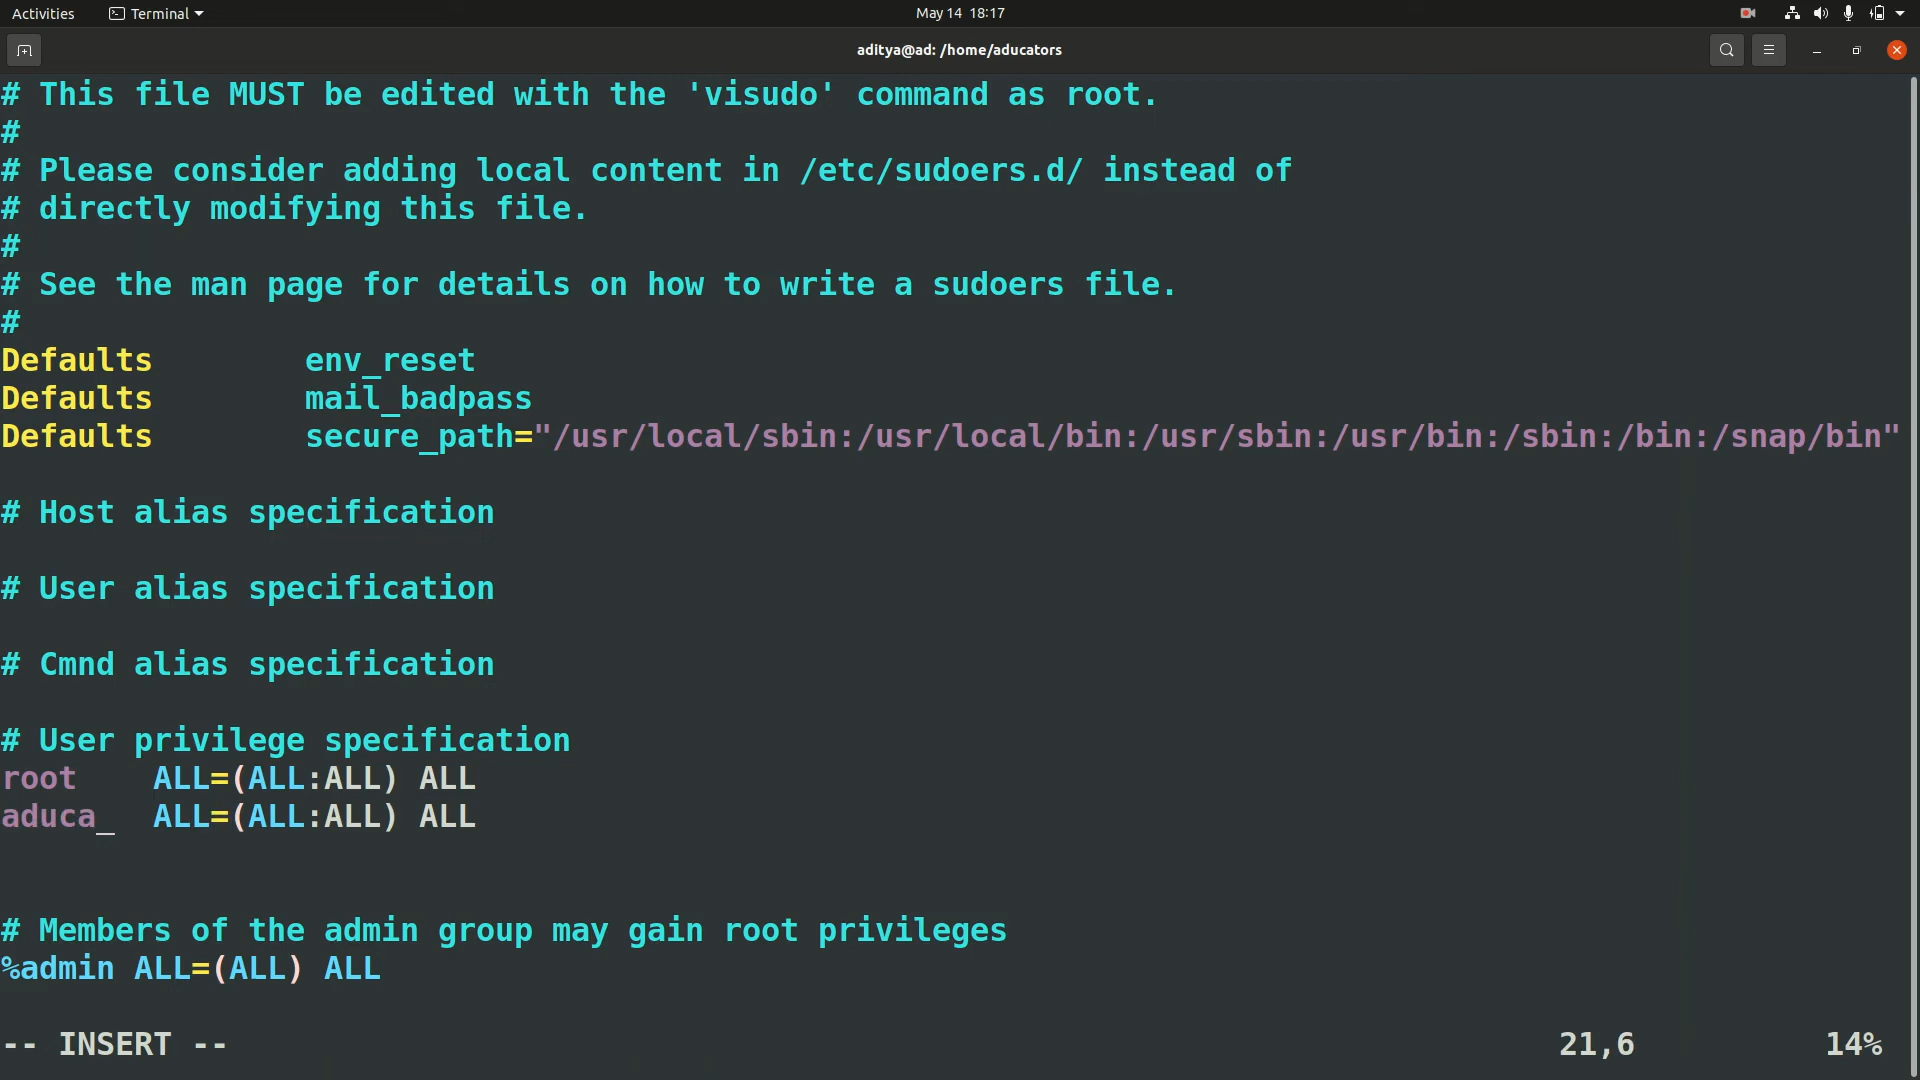 Activities Terminal May 14 18:17
aditya@ad: /home/aducators
# This file MUST be edited with the 'visudo' command as root.
#
# Please consider adding local content in /etc/sudoers.d/ instead of
# directly modifying this file.
#
# See the man page for details on how to write a sudoers file.
#
Defaults        env_reset
Defaults        mail_badpass
Defaults        secure_path="/usr/local/sbin:/usr/local/bin:/usr/sbin:/usr/bin:/sbin:/bin:/snap/bin"
# Host alias specification
# User alias specification
# Cmnd alias specification
# User privilege specification
root    ALL=(ALL:ALL) ALL
aduca   ALL=(ALL:ALL) ALL
# Members of the admin group may gain root privileges
%admin ALL=(ALL) ALL
-- INSERT -- 21,6 14%